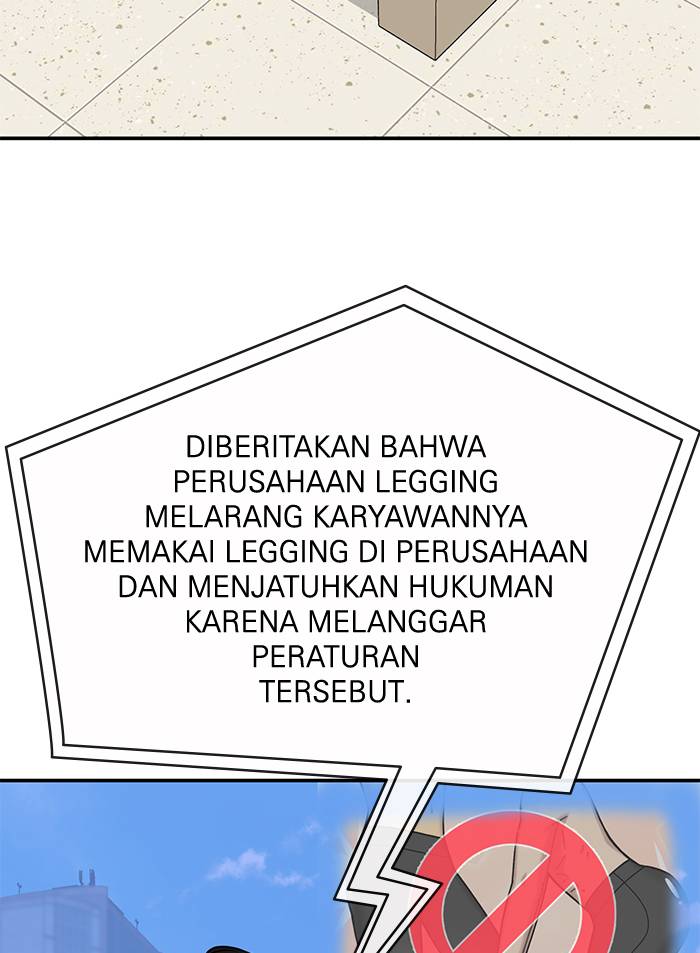 DIBERITAKAN BAHWA
PERUSAHAAN LEGGING
MELARANG KARYAWANNYA
MEMAKAI LEGGING DI PERUSAHAAN
DAN MENJATUHKAN HUKUMAN
KARENA MELANGGAR
PERATURAN
TERSEBUT.